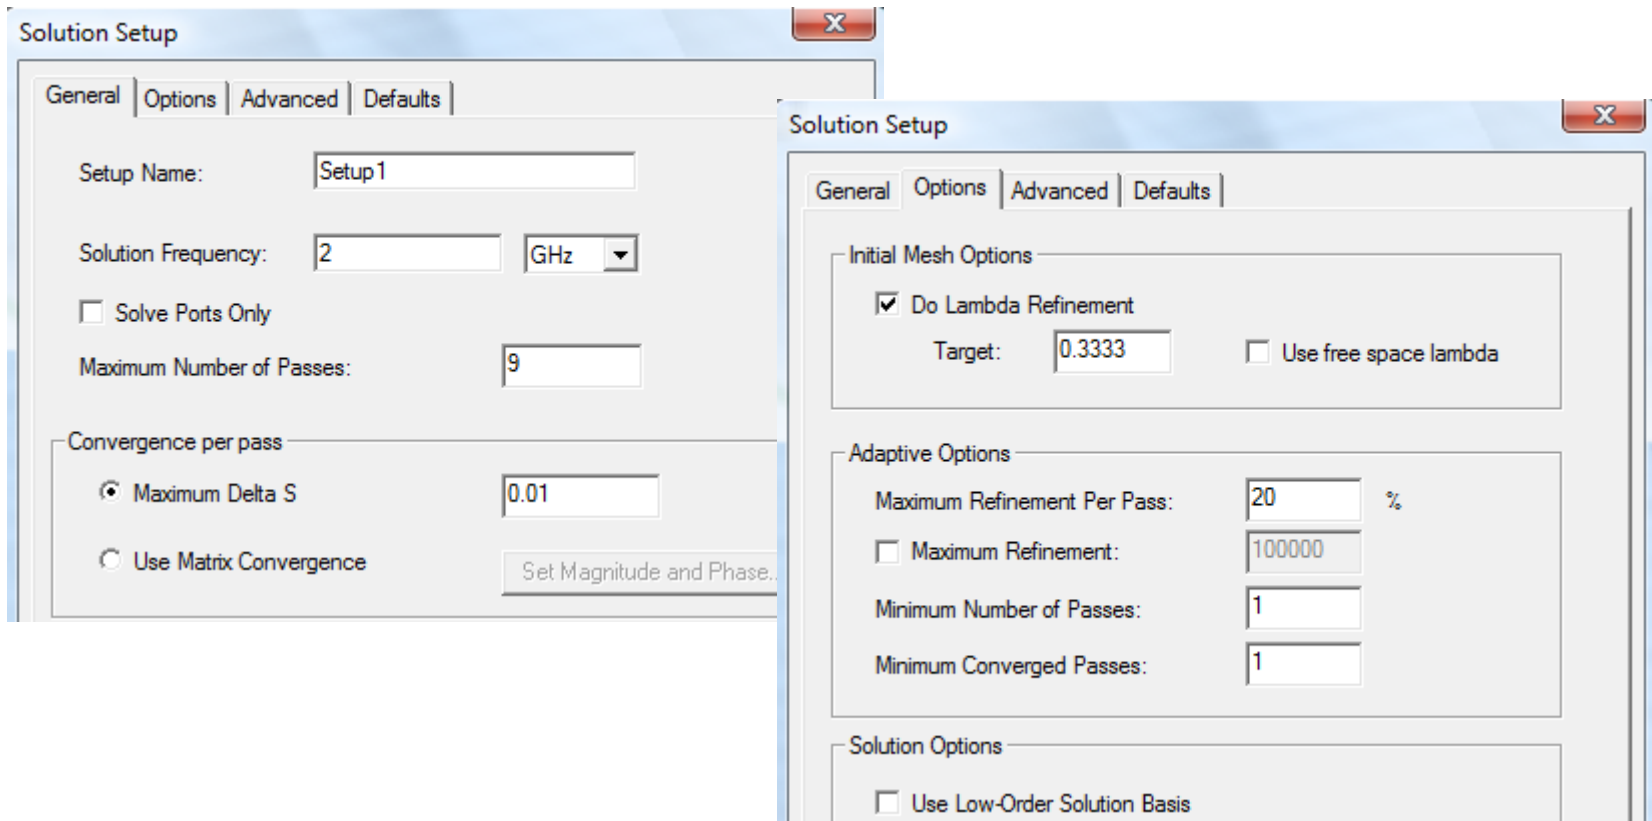 Solution Setup
General Options Advanced Defaults
Setup Name: Setup1
Solution Frequency: 2 GHz
Solve Ports Only
Maximum Number of Passes: 9
Convergence per pass
Maximum Delta S 0.01
Use Matrix Convergence Set Magnitude and Phase..
Solution Setup
General Options Advanced Defaults
Initial Mesh Options
Do Lambda Refinement
Target: 0.3333 Use free space lambda
Adaptive Options
Maximum Refinement Per Pass: 20 %
Maximum Refinement: 100000
Minimum Number of Passes: 1
Minimum Converged Passes: 1
Solution Options
Use Low-Order Solution Basis